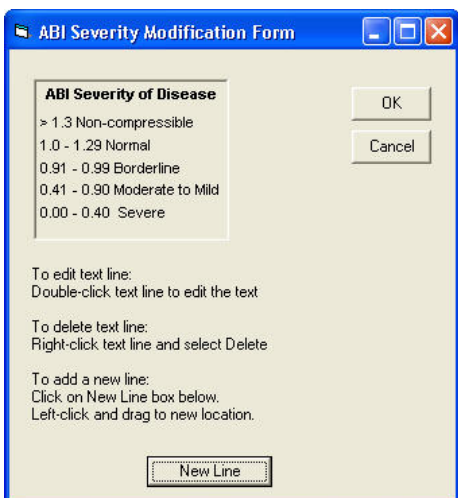 ABI Severity Modification Form
ABI Severity of Disease
> 1.3 Non-compressible
1.0 - 1.29 Normal
0.91 - 0.99 Borderline
0.41 - 0.90 Moderate to Mild
0.00 - 0.40 Severe
OK
Cancel
To edit text line:
Double-click text line to edit the text
To delete text line:
Right-click text line and select Delete
To add a new line:
Click on New Line box below.
Left-click and drag to new location.
New Line